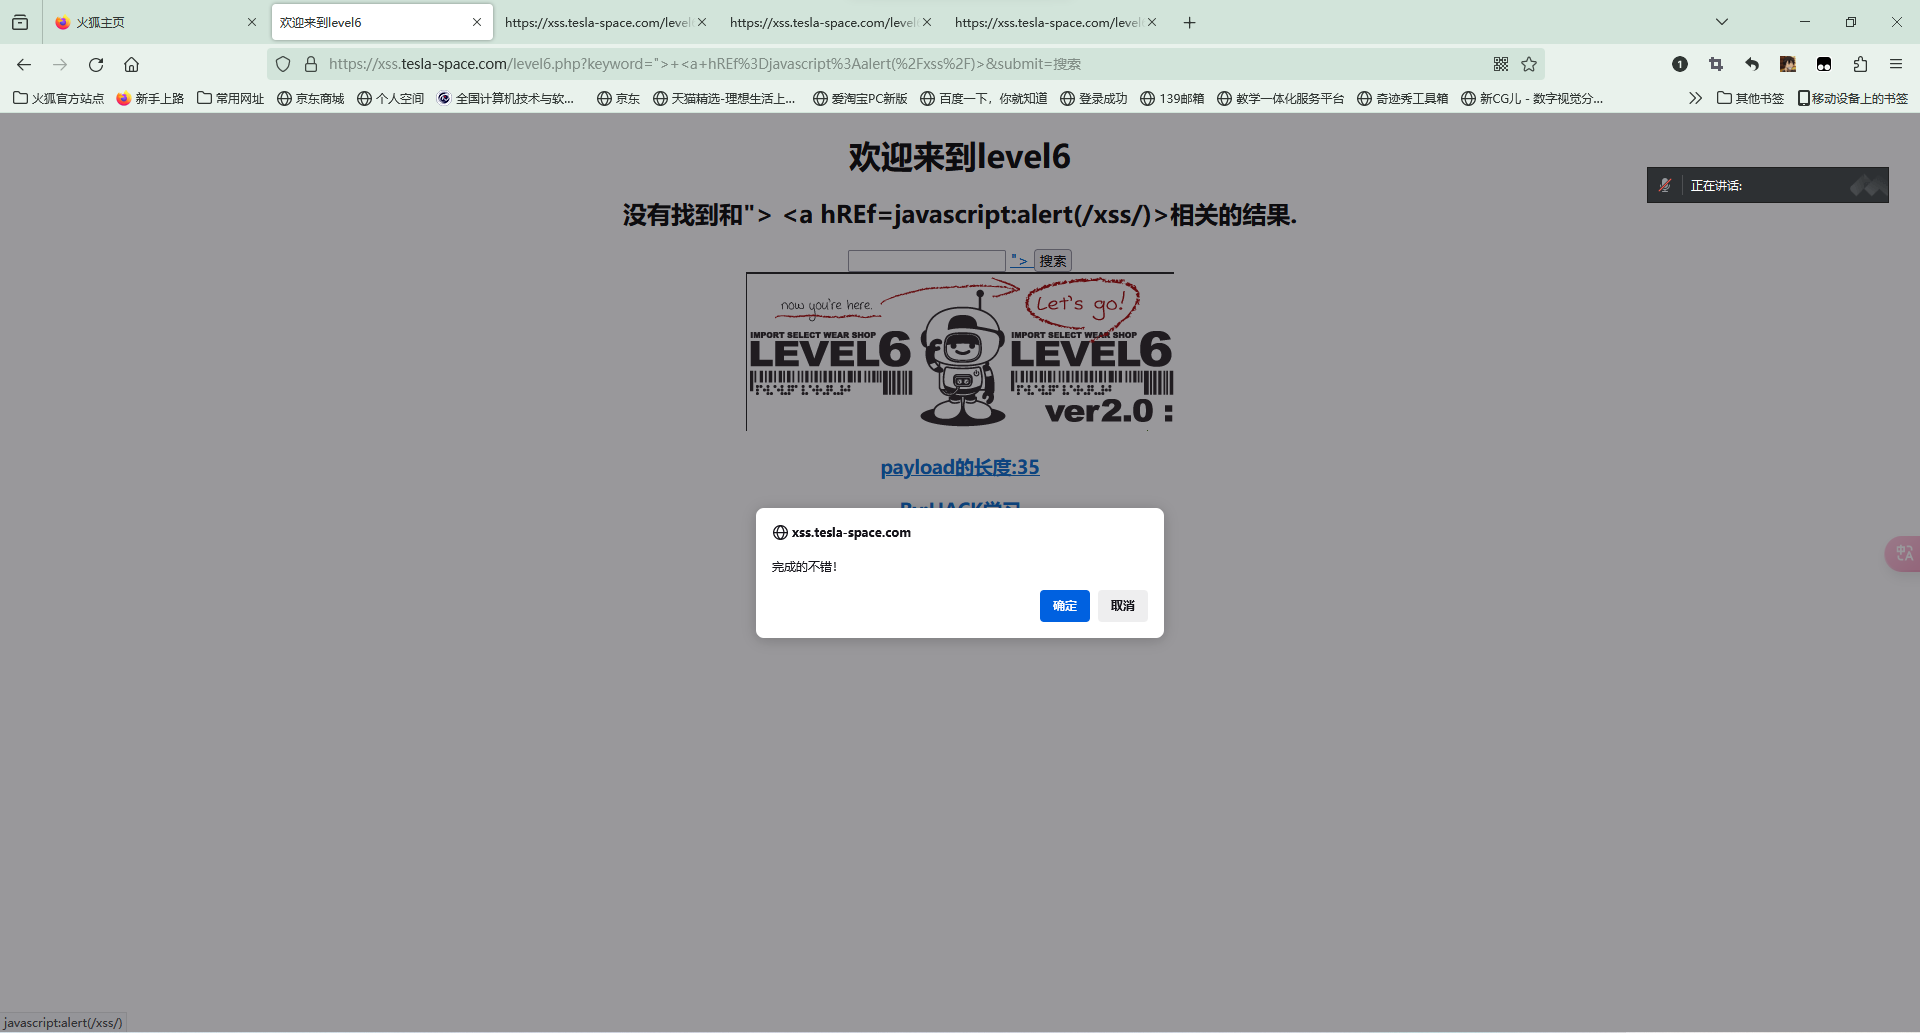 火狐主页
欢迎来到level6
https://xss.tesla-space.com/level
https://xss.tesla-space.com/level
https://xss.tesla-space.com/level
https://xss.tesla-space.com/level6.php?keyword=">+<a+hREf%3Djavascript%3Aalert(%2Fxss%2F)>&submit=搜索
火狐官方站点 新手上路 常用网址 京东商城 个人空间 全国计算机技术与软... 京东 天猫精选-理想生活上... 爱淘宝PC新版 百度一下，你就知道 登录成功 139邮箱 教学一体化服务平台 奇迹秀工具箱 新CG儿 - 数字视觉分... 其他书签 移动设备上的书签
欢迎来到level6
正在讲话:
没有找到和"> <a hREf=javascript:alert(/xss/)>相关的结果.
"> 搜索
now you're here. Let's go!
IMPORT SELECT WEAR SHOP IMPORT SELECT WEAR SHOP
LEVEL6 LEVEL6
ver2.0 :
payload的长度:35
xss.tesla-space.com
完成的不错！
确定 取消
javascript:alert(/xss/)